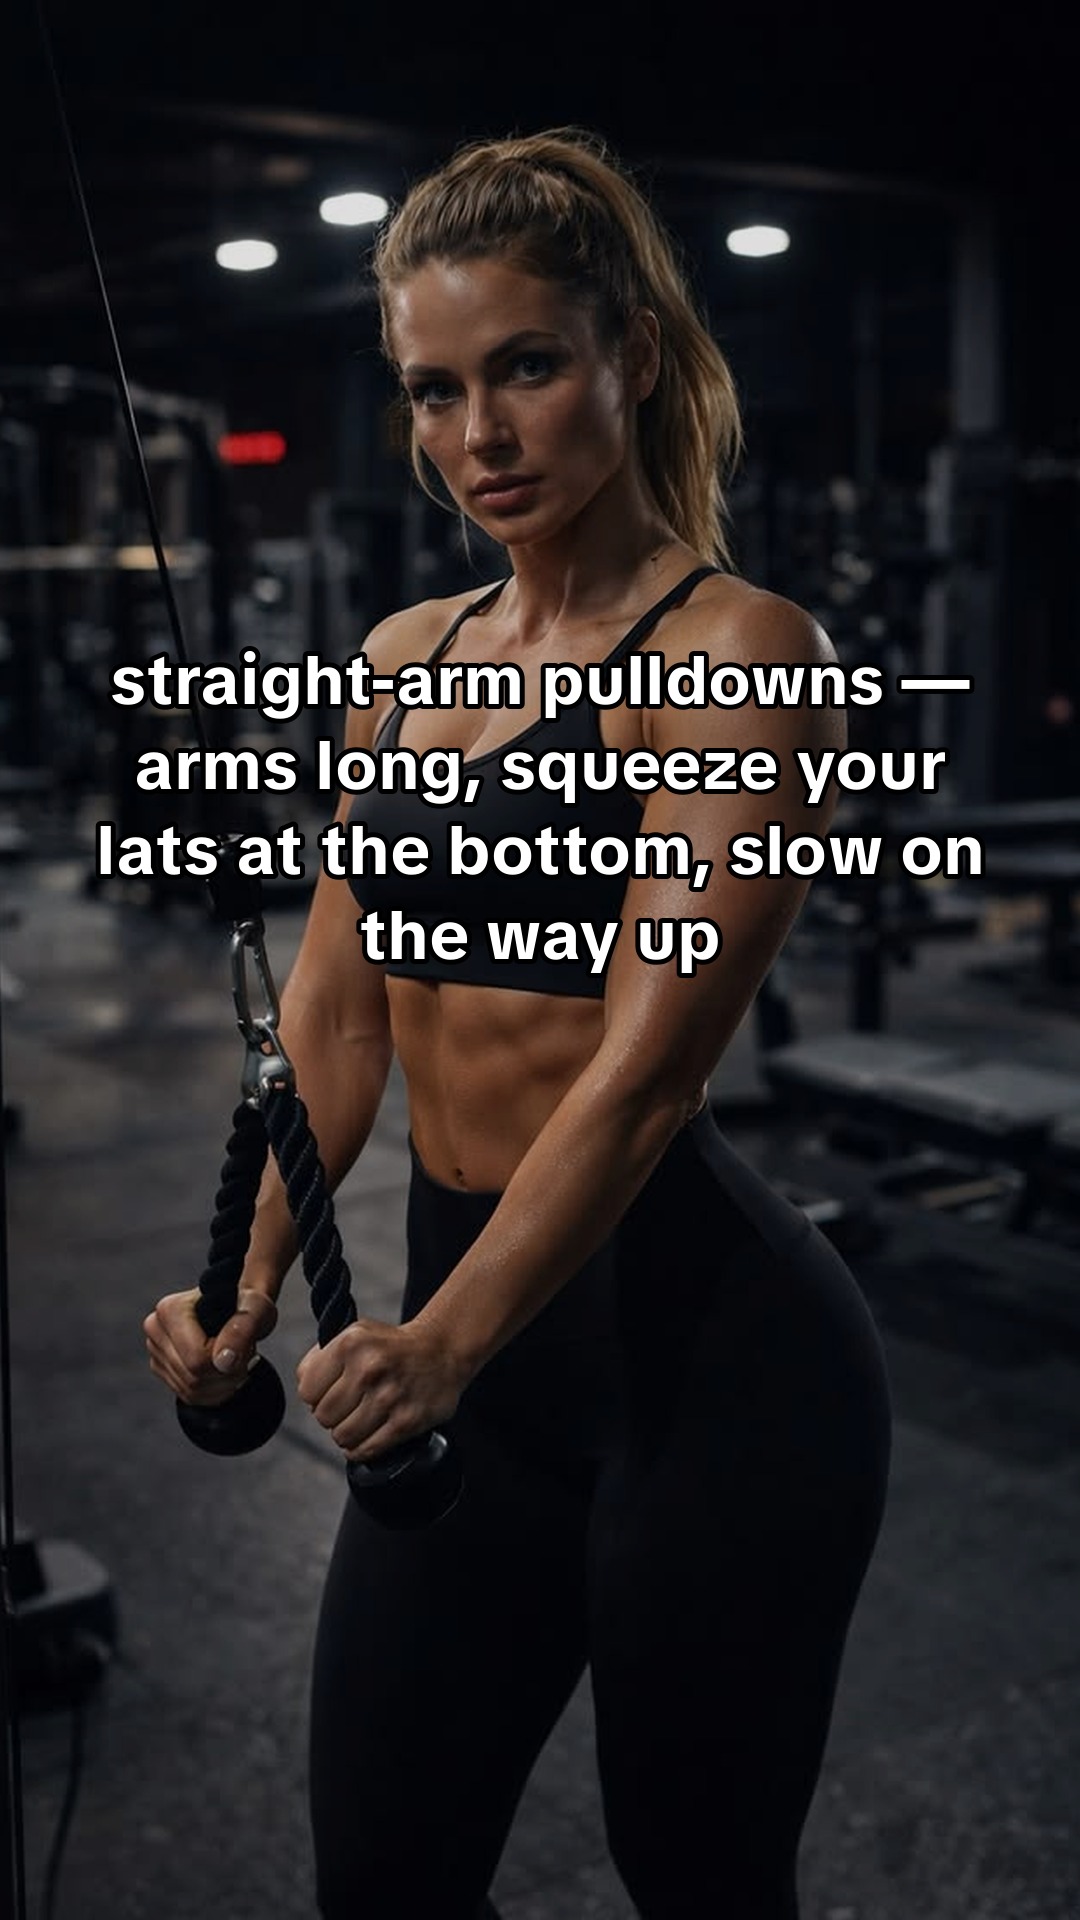 straight-arm pulldowns —
arms long, squeeze your
lats at the bottom, slow on
the way up